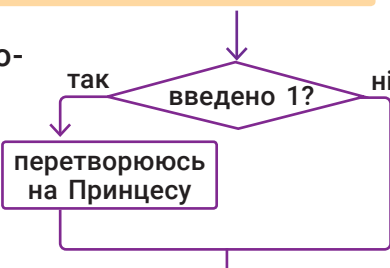 о-
так
введено 1?
ні
перетворююсь
на Принцесу